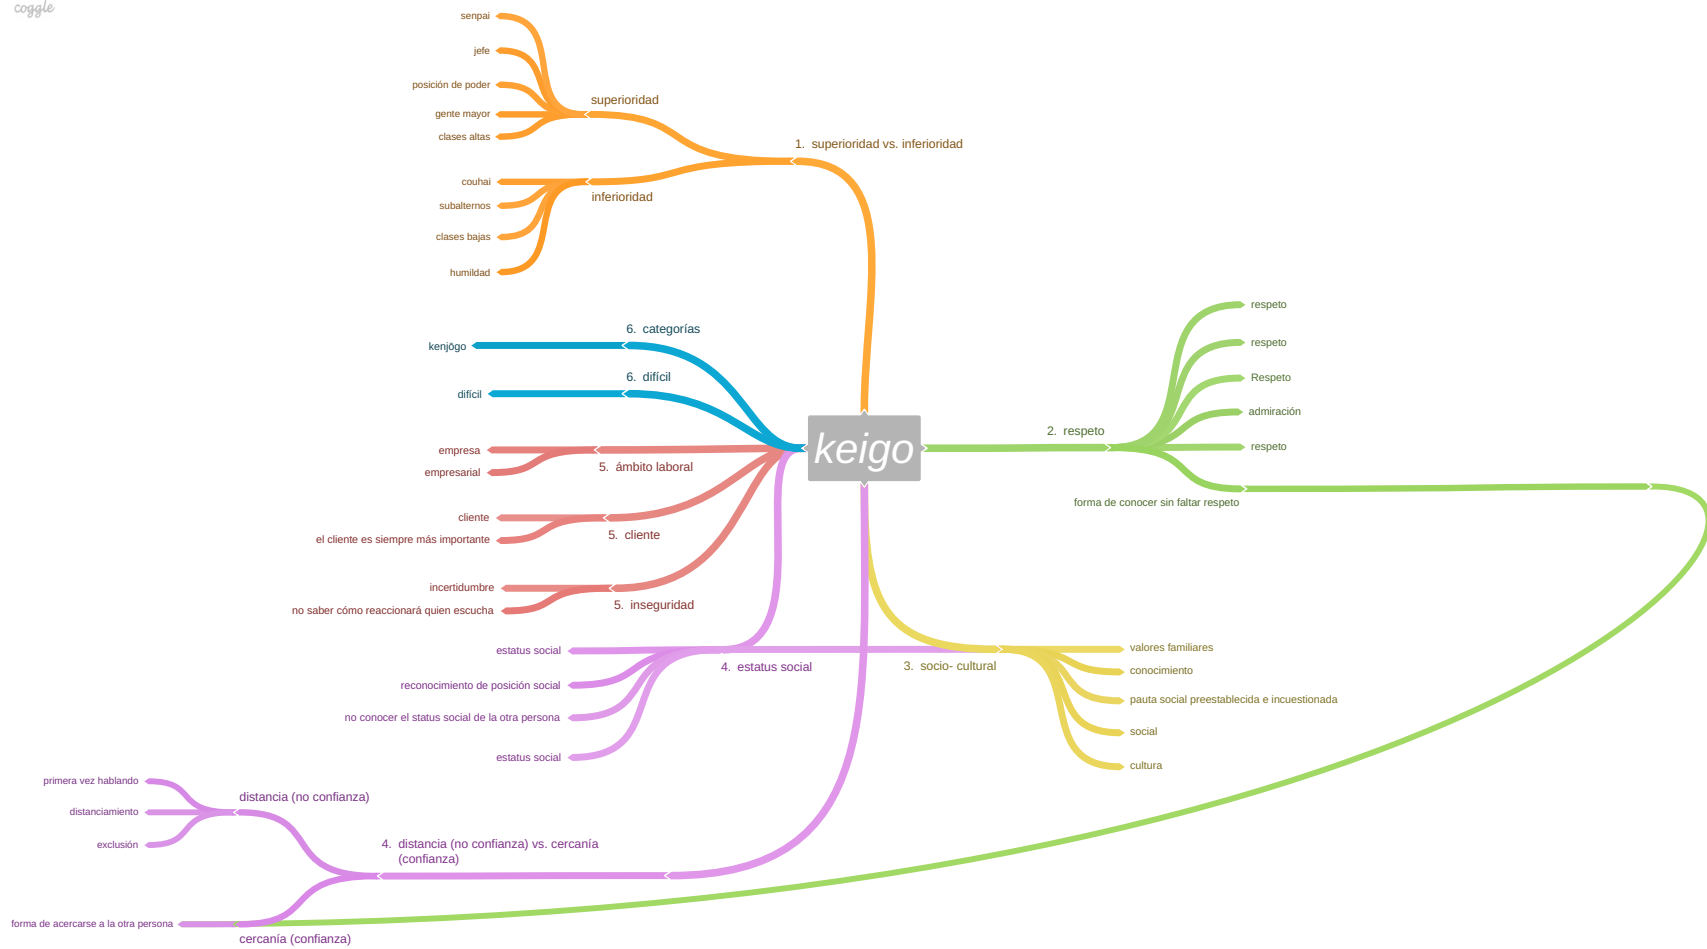 coggle
senpai
jefe
posición de poder
gente mayor
clases altas
superioridad
1. superioridad vs. inferioridad
couhai
subalternos
clases bajas
humildad
inferioridad
6. categorías
kenjōgo
6. difícil
difícil
keigo
empresa
empresarial
5. ámbito laboral
cliente
el cliente es siempre más importante
5. cliente
incertidumbre
no saber cómo reaccionará quien escucha
5. inseguridad
2. respeto
respeto
respeto
Respeto
admiración
respeto
forma de conocer sin faltar respeto
estatus social
reconocimiento de posición social
no conocer el status social de la otra persona
estatus social
4. estatus social
3. socio- cultural
valores familiares
conocimiento
pauta social preestablecida e incuestionada
social
cultura
primera vez hablando
distanciamiento
exclusión
distancia (no confianza)
4. distancia (no confianza) vs. cercanía
(confianza)
forma de acercarse a la otra persona
cercanía (confianza)